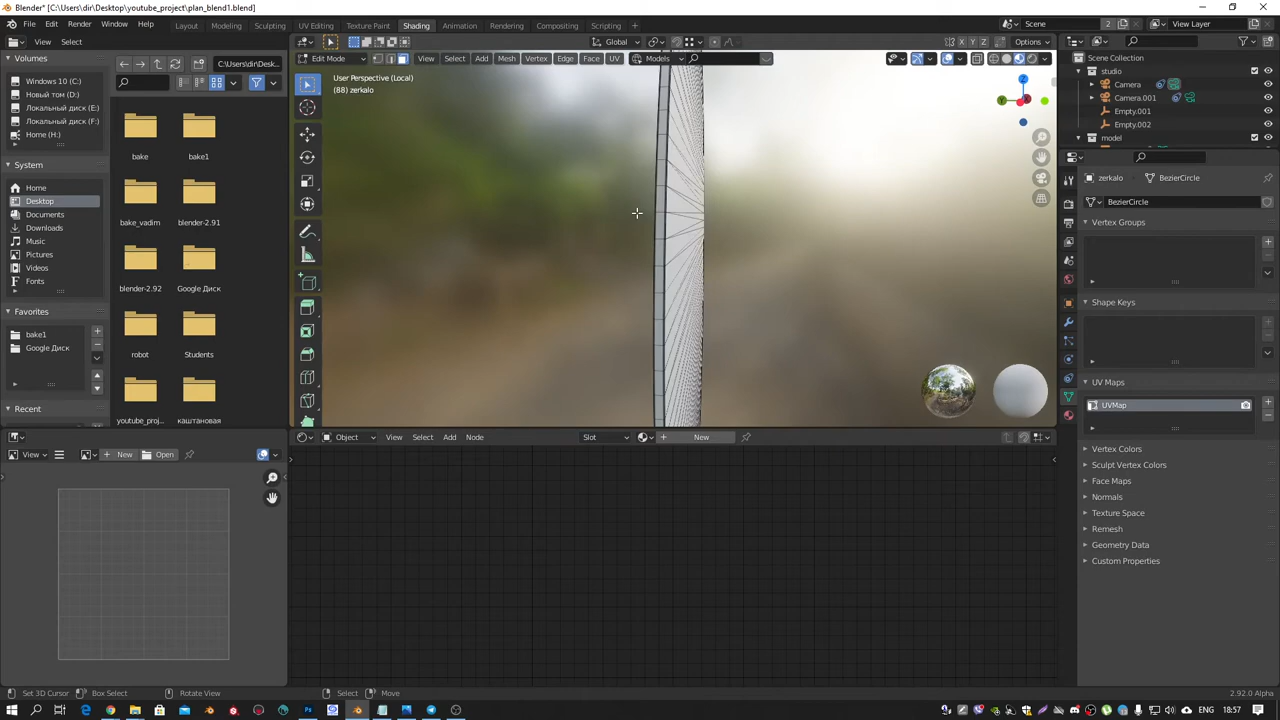 Blender* [C:\Users\dir\Desktop\youtube_project\plan_blend1.blend]
File Edit Render Window Help Layout Modeling Sculpting UV Editing Texture Paint Shading Animation Rendering Compositing Scripting Scene 2 View Layer
View Select Global Options
Volumes C:\Users\dir\Desk... Edit Mode View Select Add Mesh Vertex Edge Face UV Models
Windows 10 (C:)
Новый том (D:)
Локальный диск (E:)
Локальный диск (F:)
Home (H:)
System
Home
Desktop
Documents
Downloads
Music
Pictures
Videos
Fonts
Favorites
bake1
Google Диск
Recent
bake bake1
bake_vadim blender-2.91
blender-2.92 Google Диск
robot Students
youtube_proj... каштановая
User Perspective (Local)
(88) zerkalo
X Y Z
Z
Y X
Scene Collection
studio
Camera
Camera.001
Empty.001
Empty.002
model
zerkalo BezierCircle
BezierCircle
Vertex Groups
Shape Keys
UV Maps
UVMap
Vertex Colors
Sculpt Vertex Colors
Face Maps
Normals
Texture Space
Remesh
Geometry Data
Custom Properties
Object View Select Add Node Slot New
View New Open
Set 3D Cursor Box Select Rotate View Select Move 2.92.0 Alpha
ENG 18:57